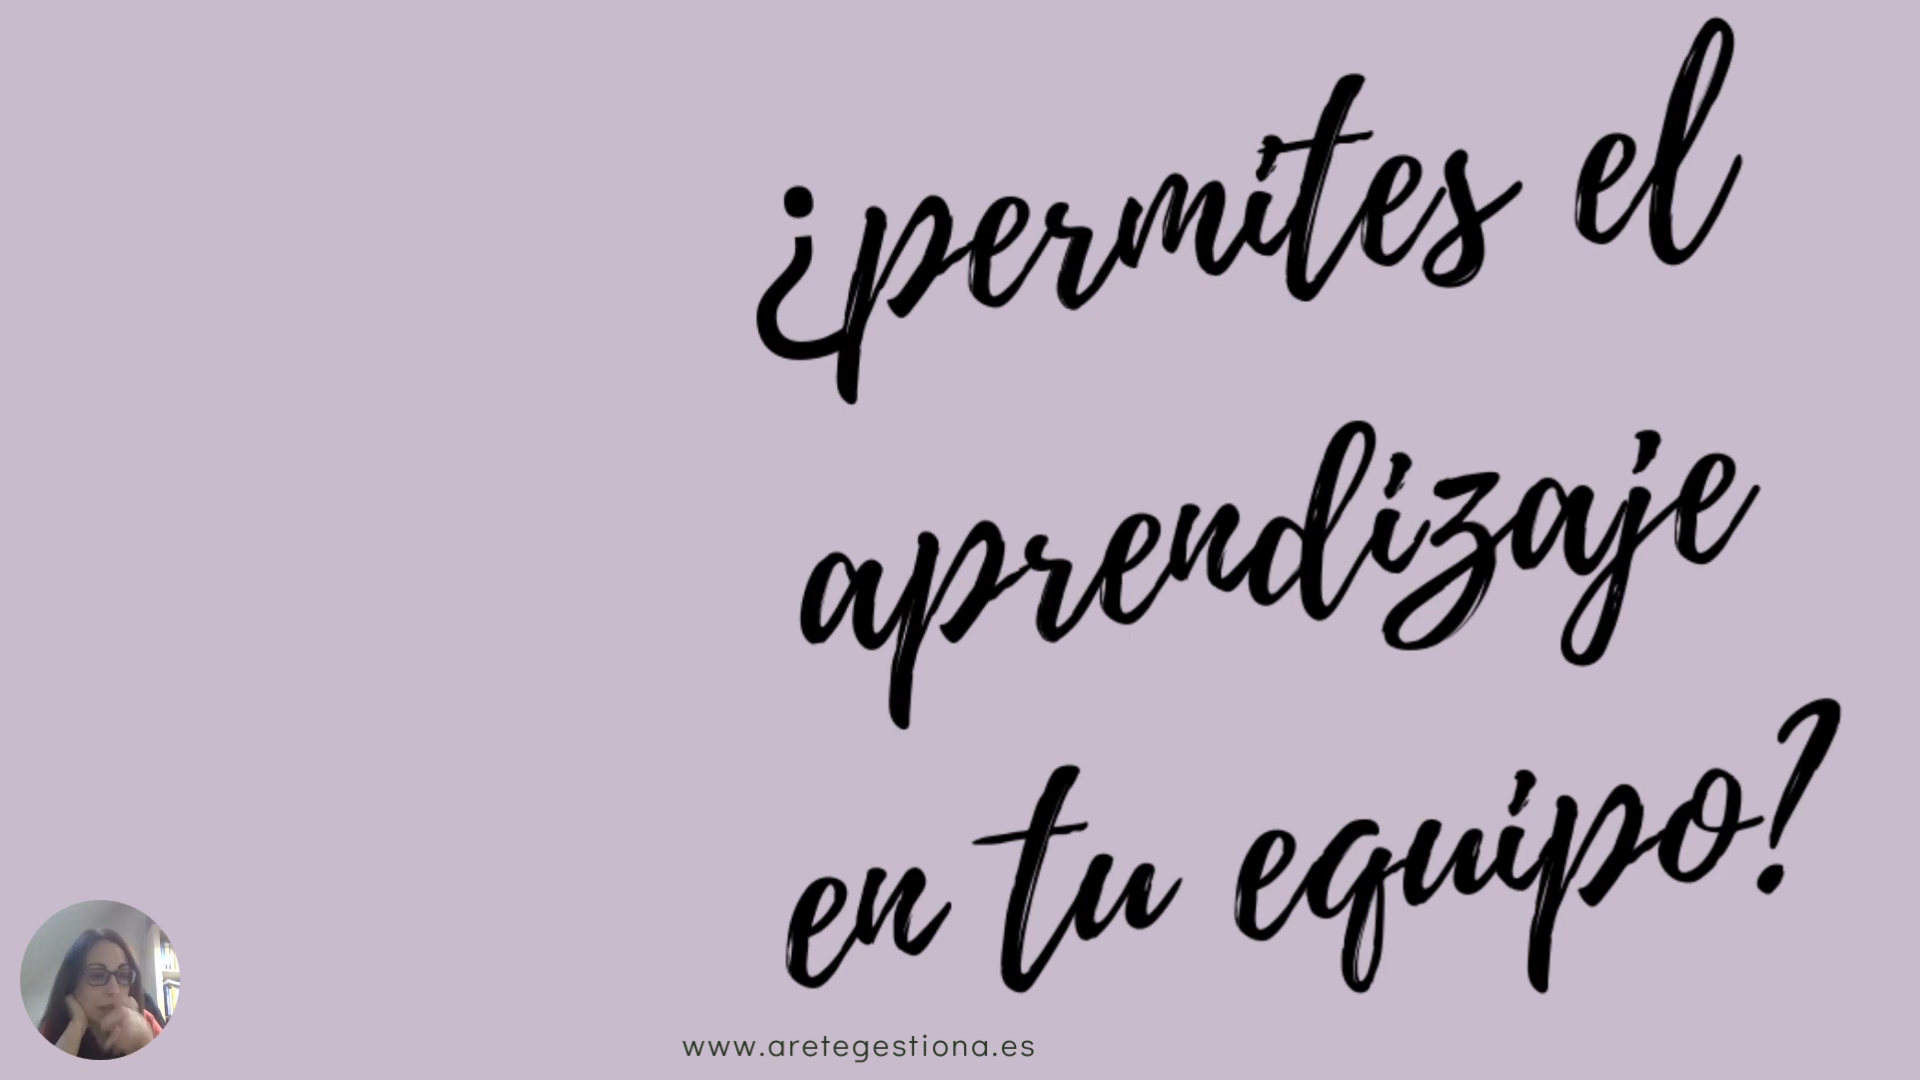 ¿permites el
aprendizaje
en tu equipo?
www.aretegestiona.es